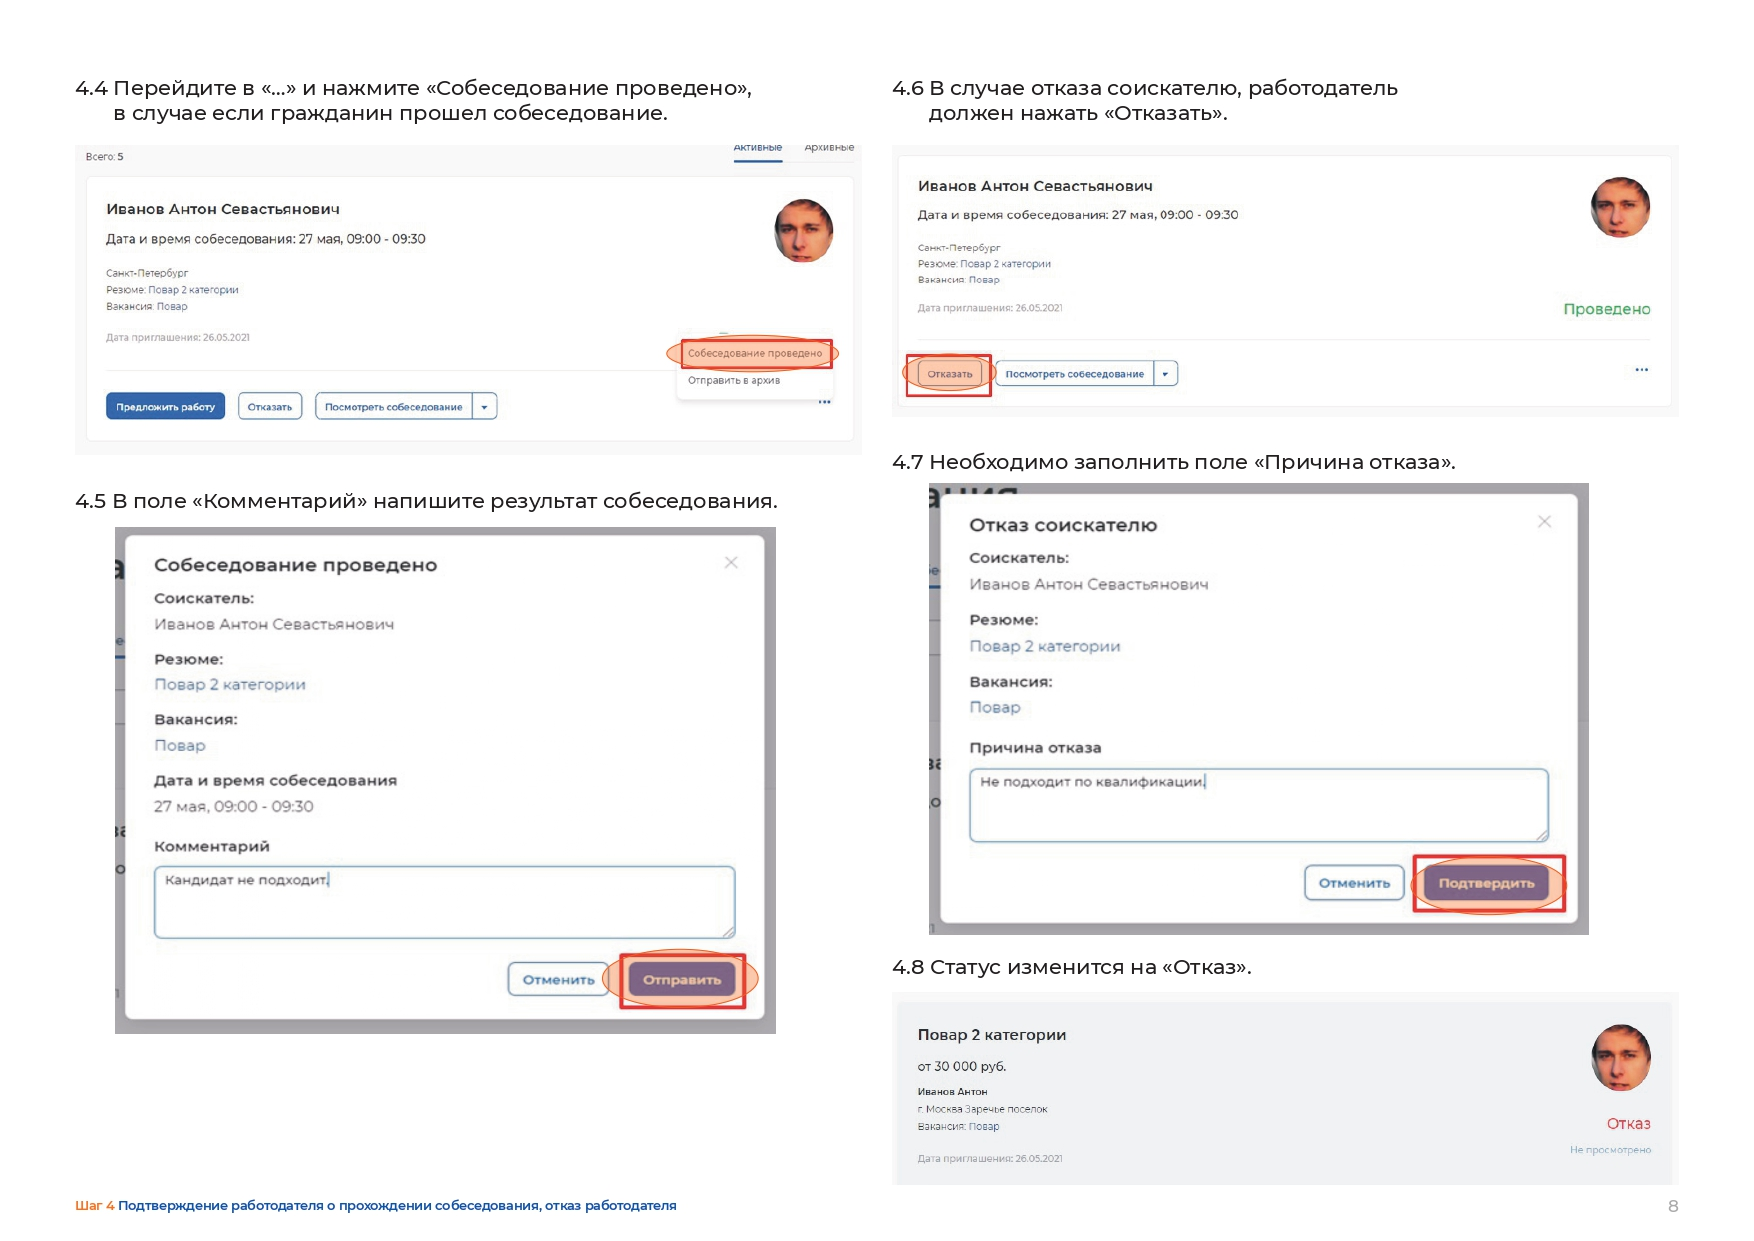 4.4 Перейдите в «...» и нажмите «Собеседование проведено»,
в случае если гражданин прошел собеседование.
Всего: 5
Активные Архивные
Иванов Антон Севастьянович
Дата и время собеседования: 27 мая, 09:00 - 09:30
Санкт-Петербург
Резюме: Повар 2 категории
Вакансия: Повар
Дата приглашения: 26.05.2021
Собеседование проведено
Отправить в архив
Предложить работу Отказать Посмотреть собеседование
4.5 В поле «Комментарий» напишите результат собеседования.
Собеседование проведено
Соискатель:
Иванов Антон Севастьянович
Резюме:
Повар 2 категории
Вакансия:
Повар
Дата и время собеседования
27 мая, 09:00 - 09:30
Комментарий
Кандидат не подходит.
Отменить Отправить
4.6 В случае отказа соискателю, работодатель
должен нажать «Отказать».
Иванов Антон Севастьянович
Дата и время собеседования: 27 мая, 09:00 - 09:30
Санкт-Петербург
Резюме: Повар 2 категории
Вакансия: Повар
Дата приглашения: 26.05.2021
Проведено
Отказать Посмотреть собеседование
4.7 Необходимо заполнить поле «Причина отказа».
Отказ соискателю
Соискатель:
Иванов Антон Севастьянович
Резюме:
Повар 2 категории
Вакансия:
Повар
Причина отказа
Не подходит по квалификации.
Отменить Подтвердить
4.8 Статус изменится на «Отказ».
Повар 2 категории
от 30 000 руб.
Иванов Антон
г. Москва Заречье поселок
Вакансия: Повар
Дата приглашения: 26.05.2021
Отказ
Не просмотрено
Шаг 4 Подтверждение работодателя о прохождении собеседования, отказ работодателя
8